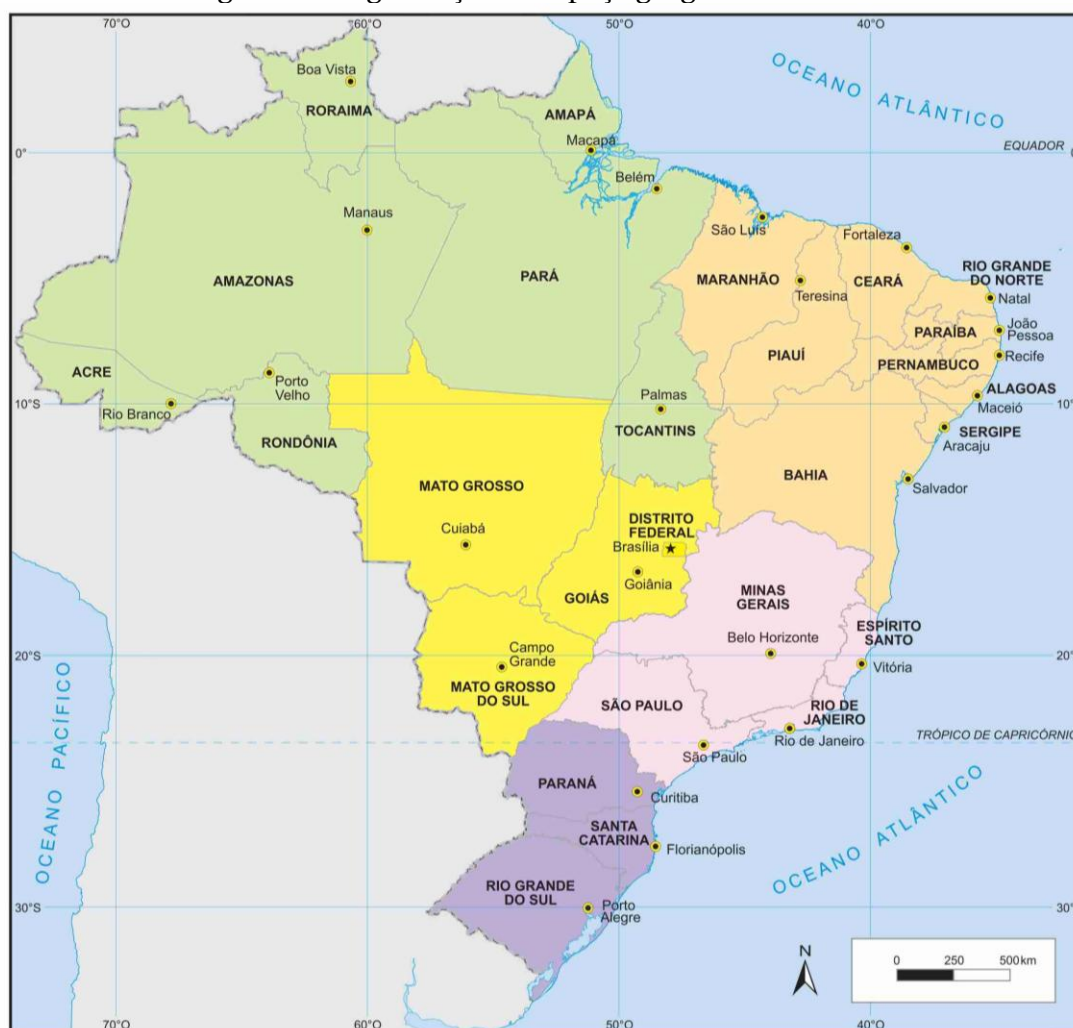 70°O
60°O
50°O
40°O
OCEANO ATLÂNTICO
Boa Vista
RORAIMA
AMAPÁ
Macapá
EQUADOR
0°
0
Belém
Manaus
São Luís
Fortaleza
AMAZONAS
PARÁ
MARANHÃO
Teresina
CEARÁ
RIO GRANDE
DO NORTE
Natal
João
Pessoa
PARAÍBA
PIAUÍ
PERNAMBUCO
Recife
ACRE
Porto
Velho
Rio Branco
Palmas
ALAGOAS
Maceió
10°S
10°
RONDÔNIA
TOCANTINS
SERGIPE
Aracaju
MATO GROSSO
BAHIA
Salvador
Cuiabá
DISTRITO
FEDERAL
Brasília
Goiânia
GOIÁS
MINAS
GERAIS
ESPÍRITO
SANTO
Belo Horizonte
Vitória
20°S
20°
Campo
Grande
MATO GROSSO
DO SUL
SÃO PAULO
RIO DE
JANEIRO
Rio de Janeiro
São Paulo
TRÓPICO DE CAPRICÓRNIO
OCEANO PACÍFICO
PARANÁ
Curitiba
SANTA
CATARINA
Florianópolis
OCEANO ATLÂNTICO
RIO GRANDE
DO SUL
Porto
Alegre
30°S
30°
N
0 250 500 km
70°O
60°O
50°O
40°O